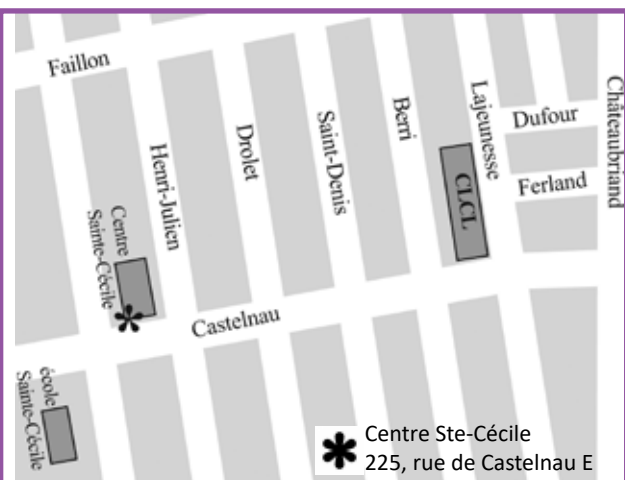 Faillon
Henri-Julien
Drolet
Saint-Denis
Berri
Lajeunesse
Dufour
Châteaubriand
Ferland
CLCL
Centre
Sainte-Cécile
Castelnau
école
Sainte-Cécile
* Centre Ste-Cécile
225, rue de Castelnau E